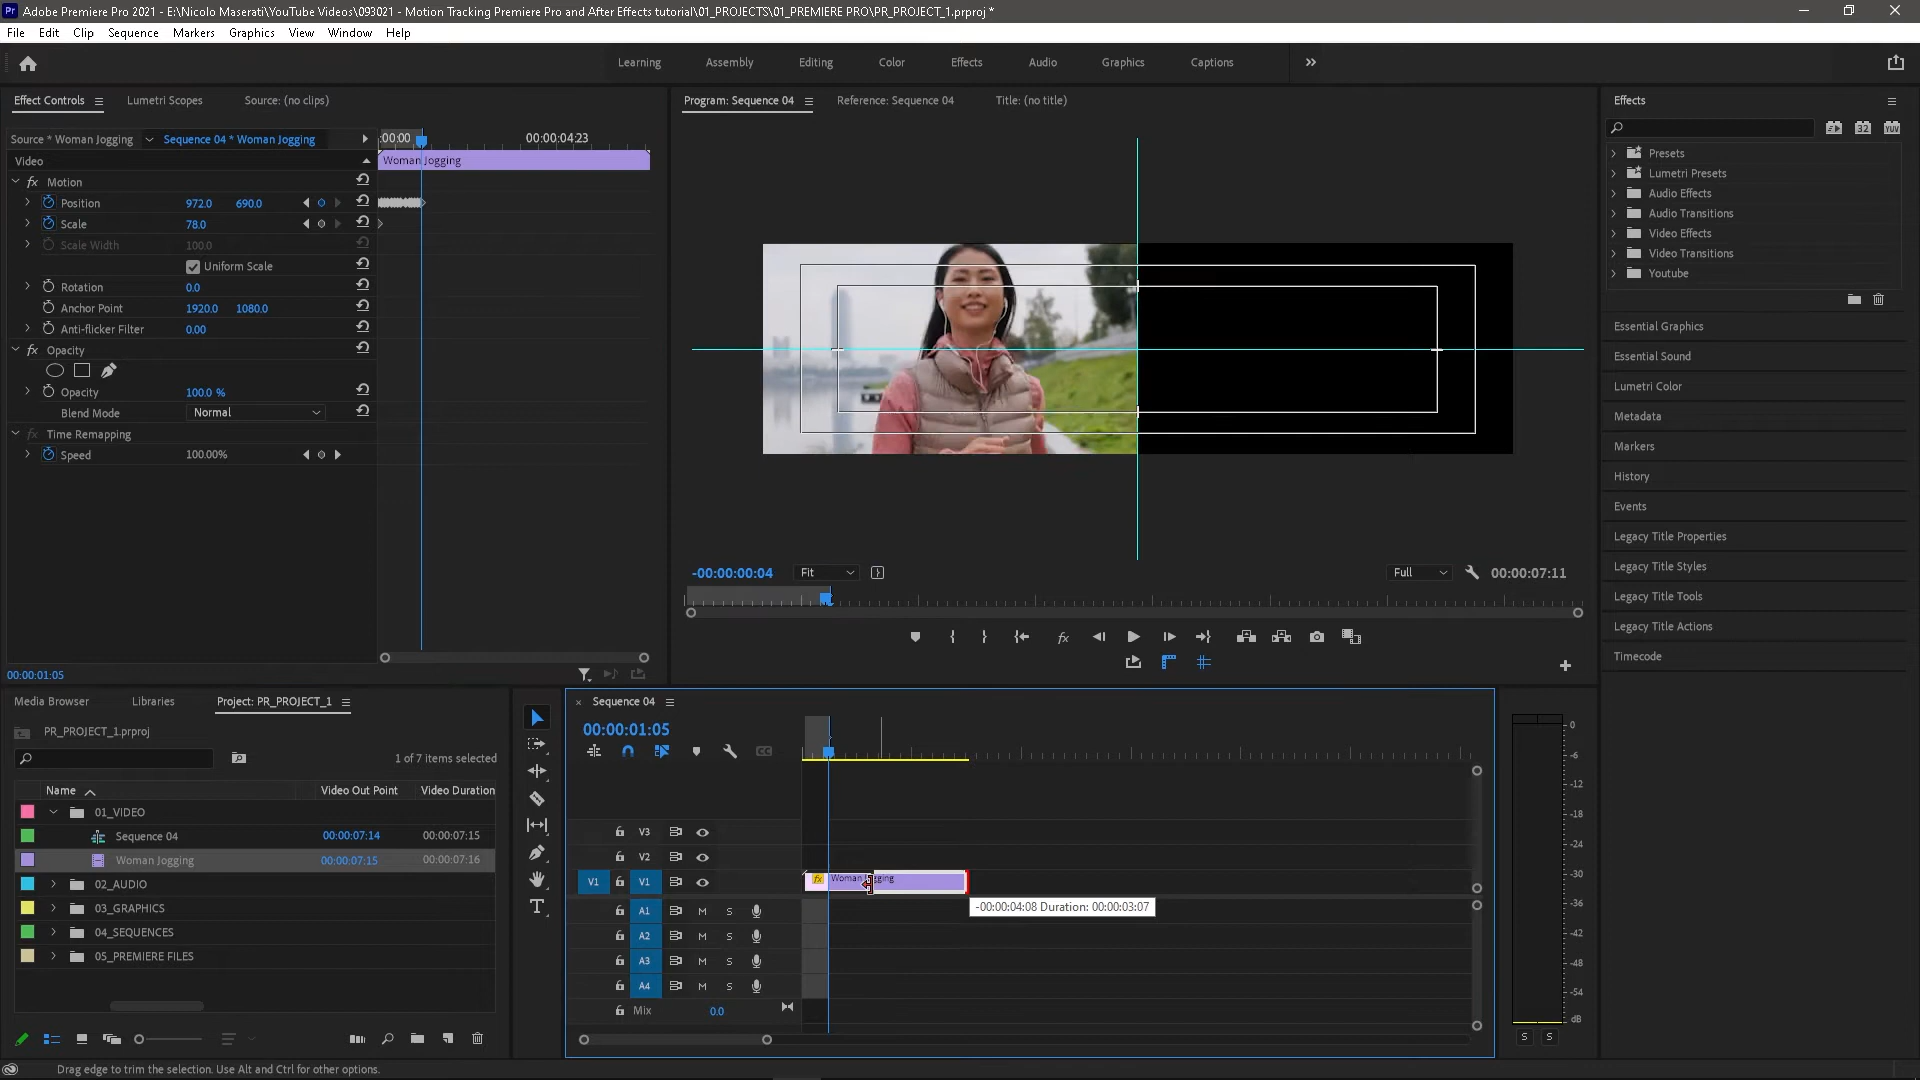 Adobe Premiere Pro 2021 - E:\Nicolo Maserati\YouTube Videos\093021 - Motion Tracking Premiere Pro and After Effects tutorial\01_PROJECTS\01_PREMIERE PRO\PR_PROJECT_1.prproj *
File Edit Clip Sequence Markers Graphics View Window Help
Learning Assembly Editing Color Effects Audio Graphics Captions
Effect Controls Lumetri Scopes Source: (no clips)
Source * Woman Jogging Sequence 04 * Woman Jogging
:00:00 00:00:04:23
Video
Woman Jogging
Motion
Position 972.0 690.0
Scale 78.0
Scale Width 100.0
Uniform Scale
Rotation 0.0
Anchor Point 1920.0 1080.0
Anti-flicker Filter 0.00
Opacity
Opacity 100.0 %
Blend Mode Normal
Time Remapping
Speed 100.00%
00:00:01:05
Program: Sequence 04 Reference: Sequence 04 Title: (no title)
-00:00:00:04 Fit Full 00:00:07:11
Effects
32 YUV
Presets
Lumetri Presets
Audio Effects
Audio Transitions
Video Effects
Video Transitions
Youtube
Essential Graphics
Essential Sound
Lumetri Color
Metadata
Markers
History
Events
Legacy Title Properties
Legacy Title Styles
Legacy Title Tools
Legacy Title Actions
Timecode
Media Browser Libraries Project: PR_PROJECT_1
PR_PROJECT_1.prproj
1 of 7 items selected
Name Video Out Point Video Duration
01_VIDEO
Sequence 04 00:00:07:14 00:00:07:15
Woman Jogging 00:00:07:15 00:00:07:16
02_AUDIO
03_GRAPHICS
04_SEQUENCES
05_PREMIERE FILES
Sequence 04
00:00:01:05
V3
V2
V1 V1 fx Woman Jogging
-00:00:04:08 Duration: 00:00:03:07
A1 M S
A2 M S
A3 M S
A4 M S
Mix 0.0
0
-6
-12
-18
-24
-30
-36
-42
-48
-54
dB
S S
Drag edge to trim the selection. Use Alt and Ctrl for other options.